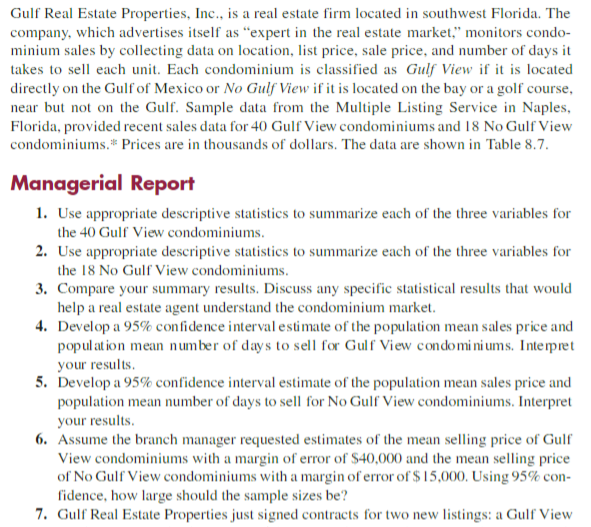 Gulf Real Estate Properties, Inc., is a real estate firm located in southwest Florida. The
company, which advertises itself as “expert in the real estate market,” monitors condo-
minium sales by collecting data on location, list price, sale price, and number of days it
takes to sell each unit. Each condominium is classified as Gulf View if it is located
directly on the Gulf of Mexico or No Gulf View if it is located on the bay or a golf course,
near but not on the Gulf. Sample data from the Multiple Listing Service in Naples,
Florida, provided recent sales data for 40 Gulf View condominiums and 18 No Gulf View
condominiums.* Prices are in thousands of dollars. The data are shown in Table 8.7.
Managerial Report
1. Use appropriate descriptive statistics to summarize each of the three variables for
the 40 Gulf View condominiums.
2. Use appropriate descriptive statistics to summarize each of the three variables for
the 18 No Gulf View condominiums.
3. Compare your summary results. Discuss any specific statistical results that would
help a real estate agent understand the condominium market.
4. Develop a 95% confidence interval estimate of the population mean sales price and
population mean number of days to sell for Gulf View condominiums. Interpret
your results.
5. Develop a 95% confidence interval estimate of the population mean sales price and
population mean number of days to sell for No Gulf View condominiums. Interpret
your results.
6. Assume the branch manager requested estimates of the mean selling price of Gulf
View condominiums with a margin of error of $40,000 and the mean selling price
of No Gulf View condominiums with a margin of error of $15,000. Using 95% con-
fidence, how large should the sample sizes be?
7. Gulf Real Estate Properties just signed contracts for two new listings: a Gulf View